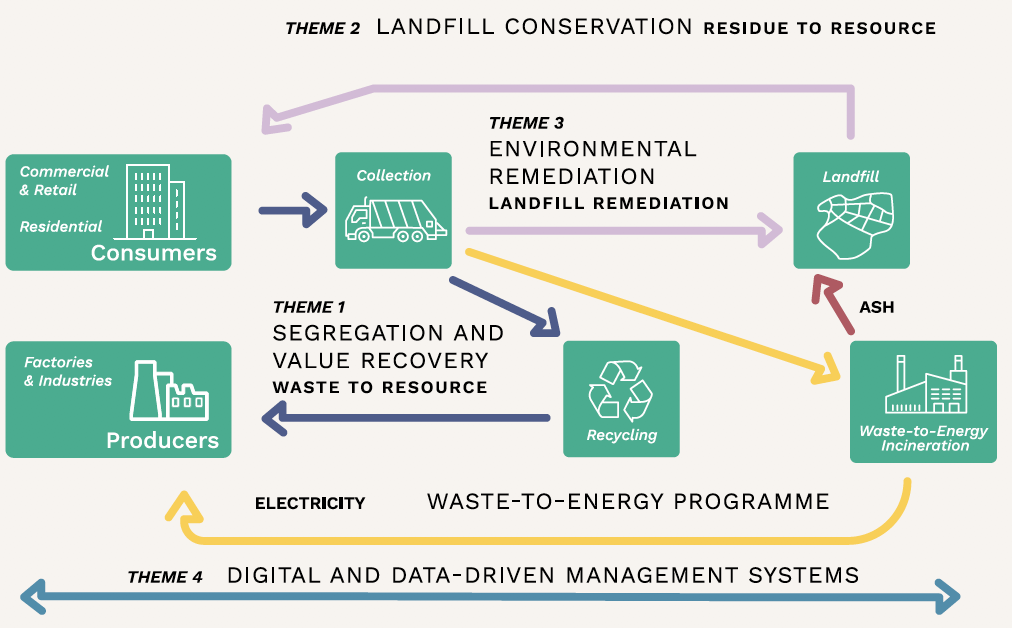 THEME 2 LANDFILL CONSERVATION RESIDUE TO RESOURCE
THEME 3
ENVIRONMENTAL
REMEDIATION
LANDFILL REMEDIATION
Commercial
& Retail
Residential
Consumers
Collection
Landfill
THEME 1
SEGREGATION AND
VALUE RECOVERY
WASTE TO RESOURCE
ASH
Factories
& Industries
Producers
Recycling
Waste-to-Energy
Incineration
ELECTRICITY
WASTE-TO-ENERGY PROGRAMME
THEME 4 DIGITAL AND DATA-DRIVEN MANAGEMENT SYSTEMS